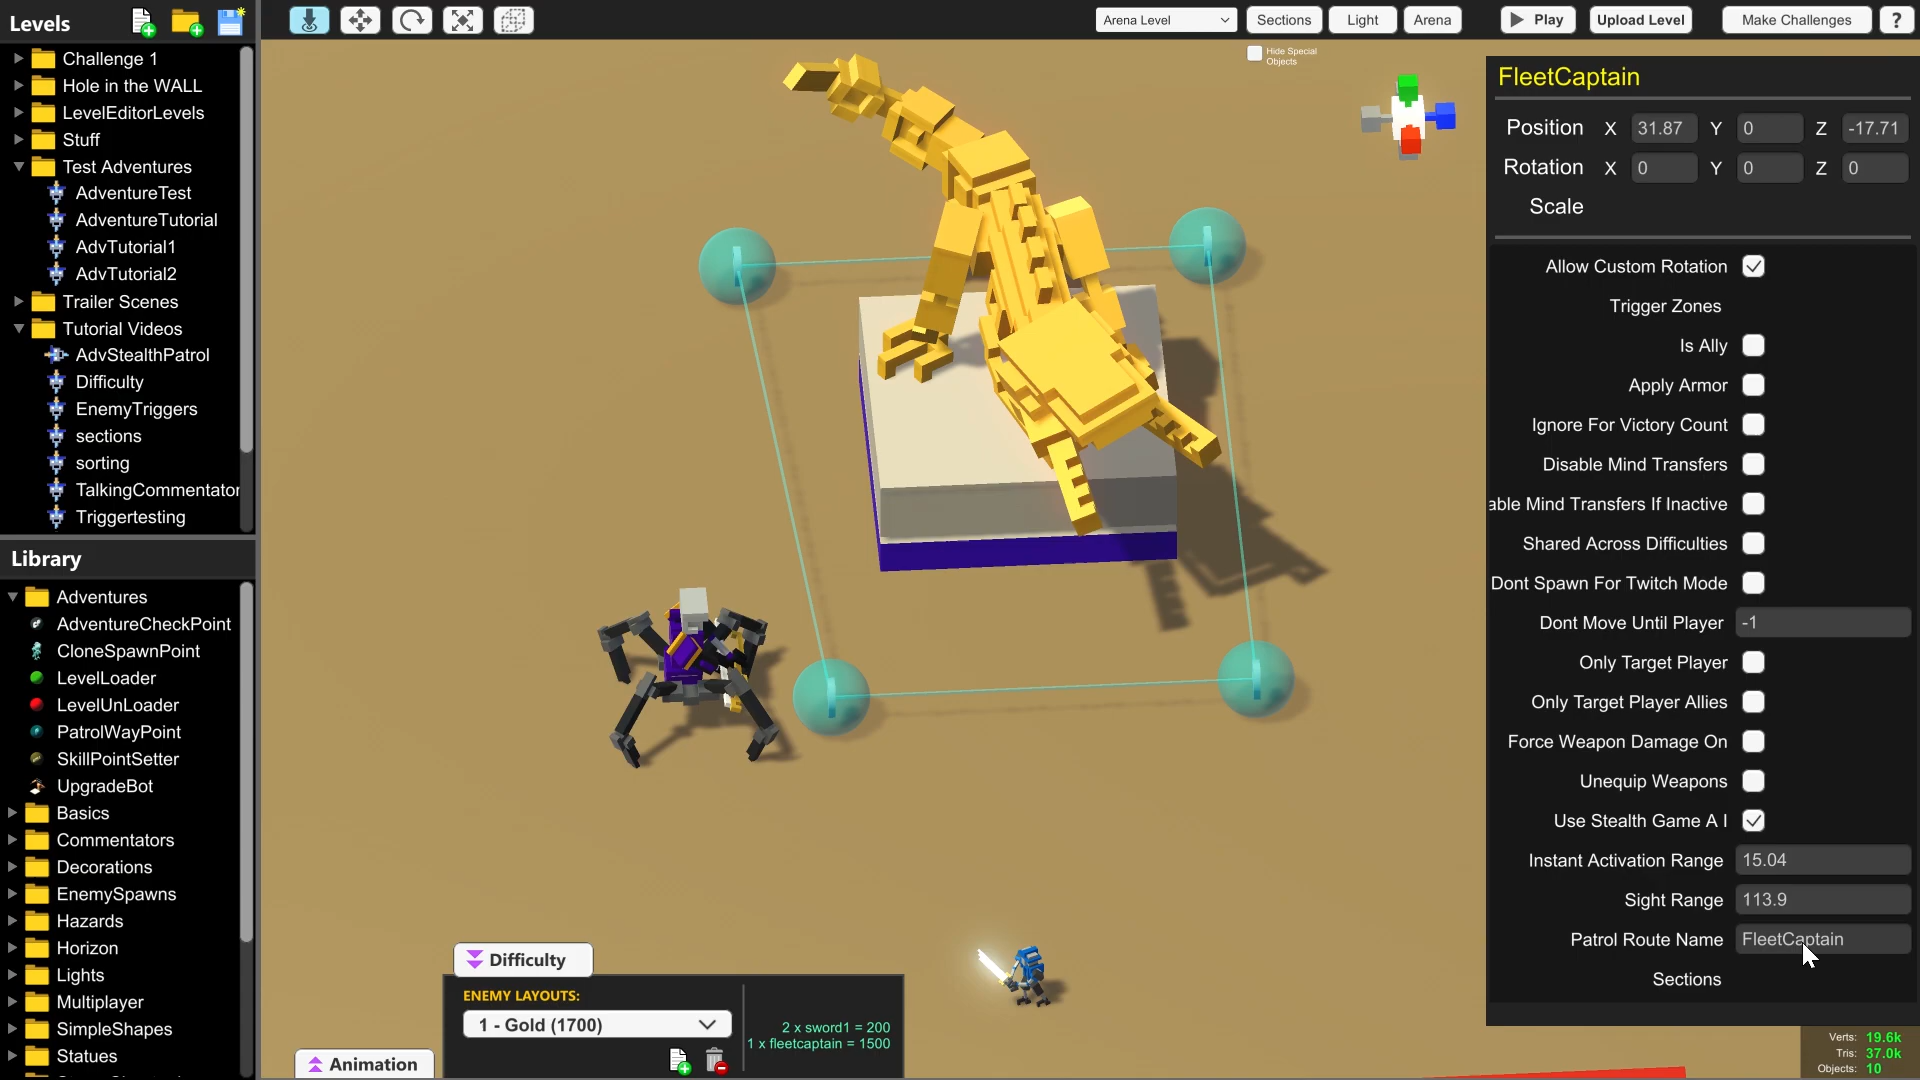 Levels
Challenge 1
Hole in the WALL
LevelEditorLevels
Stuff
Test Adventures
AdventureTest
AdventureTutorial
AdvTutorial1
AdvTutorial2
Trailer Scenes
Tutorial Videos
AdvStealthPatrol
Difficulty
EnemyTriggers
sections
sorting
TalkingCommentator
Triggertesting
Library
Adventures
AdventureCheckPoint
CloneSpawnPoint
LevelLoader
LevelUnLoader
PatrolWayPoint
SkillPointSetter
UpgradeBot
Basics
Commentators
Decorations
EnemySpawns
Hazards
Horizon
Lights
Multiplayer
SimpleShapes
Statues
Arena Level
Sections
Light
Arena
Play
Upload Level
Make Challenges
?
Hide Special
Objects
FleetCaptain
Position X 31.87 Y 0 Z -17.71
Rotation X 0 Y 0 Z 0
Scale
Allow Custom Rotation
Trigger Zones
Is Ally
Apply Armor
Ignore For Victory Count
Disable Mind Transfers
able Mind Transfers If Inactive
Shared Across Difficulties
Dont Spawn For Twitch Mode
Dont Move Until Player -1
Only Target Player
Only Target Player Allies
Force Weapon Damage On
Unequip Weapons
Use Stealth Game A I
Instant Activation Range 15.04
Sight Range 113.9
Patrol Route Name FleetCaptain
Sections
Difficulty
ENEMY LAYOUTS:
1 - Gold (1700)
2 x sword1 = 200
1 x fleetcaptain = 1500
Animation
Verts: 19.6k
Tris: 37.0k
Objects: 10